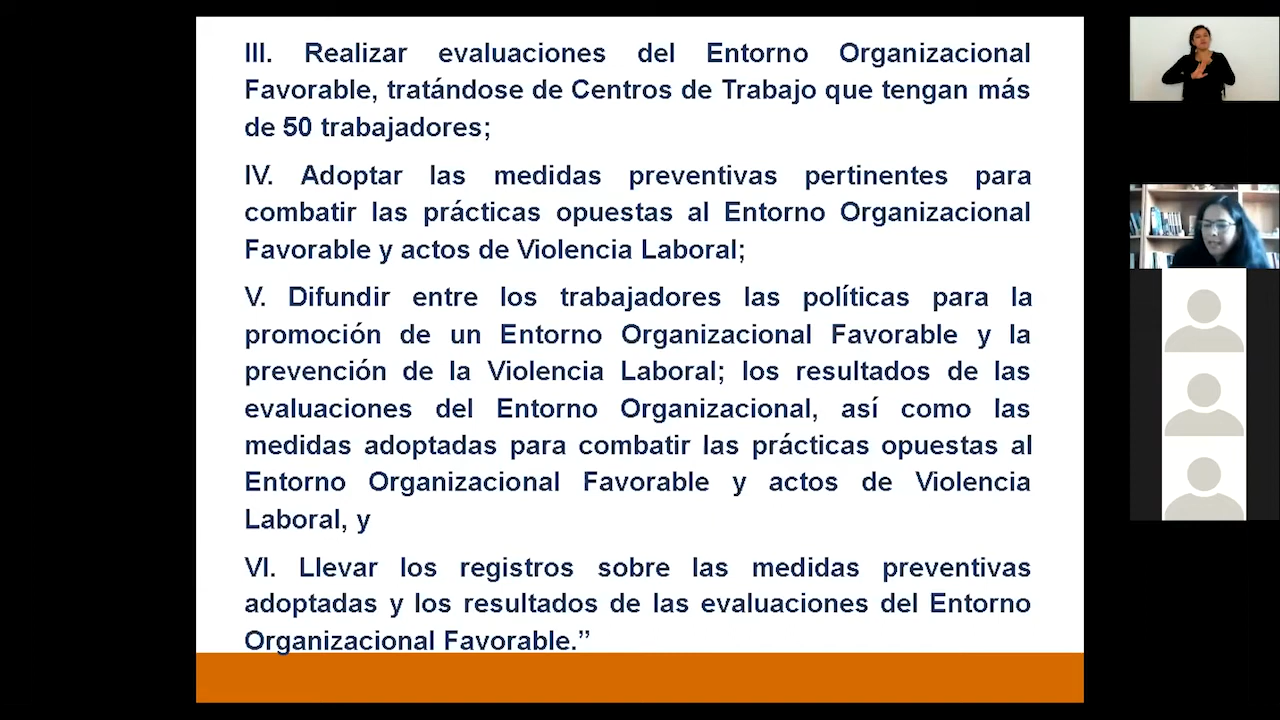 III. Realizar evaluaciones del Entorno Organizacional
Favorable, tratándose de Centros de Trabajo que tengan más
de 50 trabajadores;
IV. Adoptar las medidas preventivas pertinentes para
combatir las prácticas opuestas al Entorno Organizacional
Favorable y actos de Violencia Laboral;
V. Difundir entre los trabajadores las políticas para la
promoción de un Entorno Organizacional Favorable y la
prevención de la Violencia Laboral; los resultados de las
evaluaciones del Entorno Organizacional, así como las
medidas adoptadas para combatir las prácticas opuestas al
Entorno Organizacional Favorable y actos de Violencia
Laboral, y
VI. Llevar los registros sobre las medidas preventivas
adoptadas y los resultados de las evaluaciones del Entorno
Organizacional Favorable.”